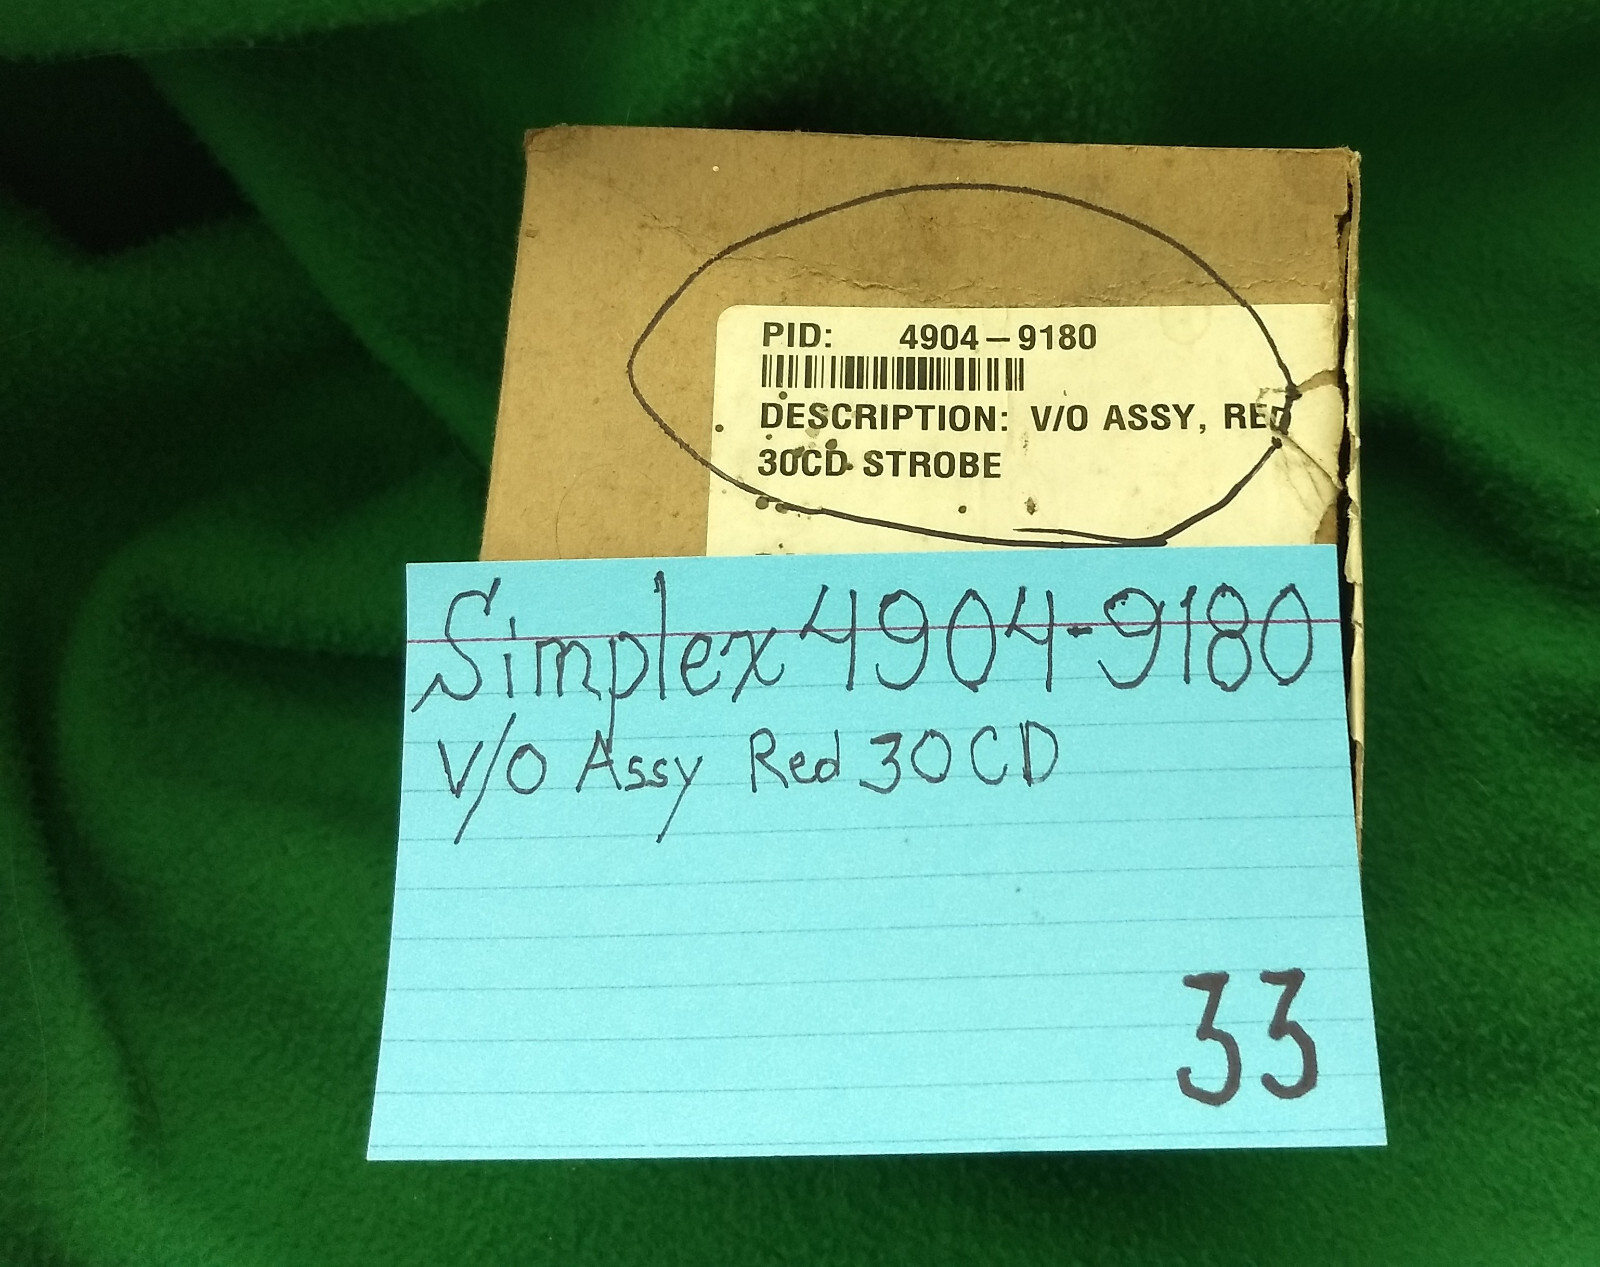 PID: 4904-9180
DESCRIPTION: V/O ASSY, RED
30CD STROBE
Simplex 4904-9180
V/O Assy Red 30CD
33